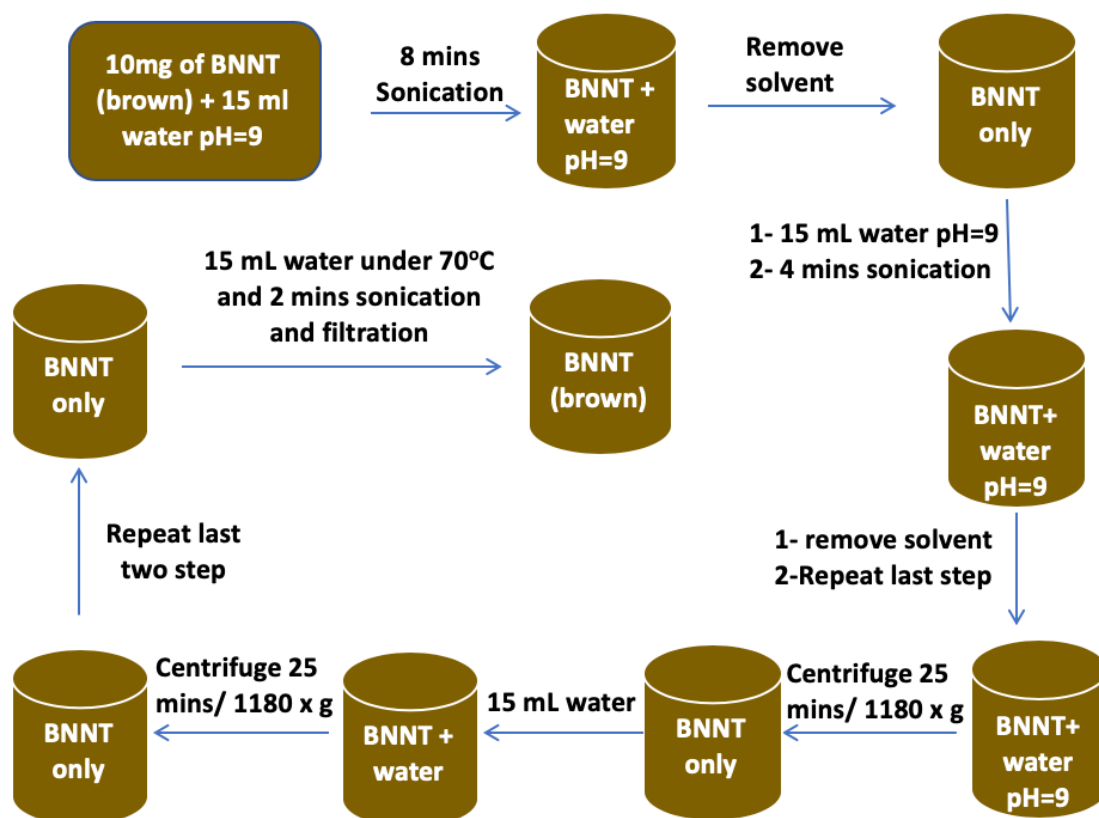 10mg of BNNT
(brown) + 15 ml
water pH=9
8 mins
Sonication
BNNT +
water
pH=9
Remove
solvent
BNNT
only
1- 15 mL water pH=9
2- 4 mins sonication
BNNT+
water
pH=9
1- remove solvent
2-Repeat last step
BNNT+
water
pH=9
Centrifuge 25
mins/ 1180 x g
BNNT
only
15 mL water
BNNT +
water
Centrifuge 25
mins/ 1180 x g
BNNT
only
Repeat last
two step
BNNT
only
15 mL water under 70°C
and 2 mins sonication
and filtration
BNNT
(brown)